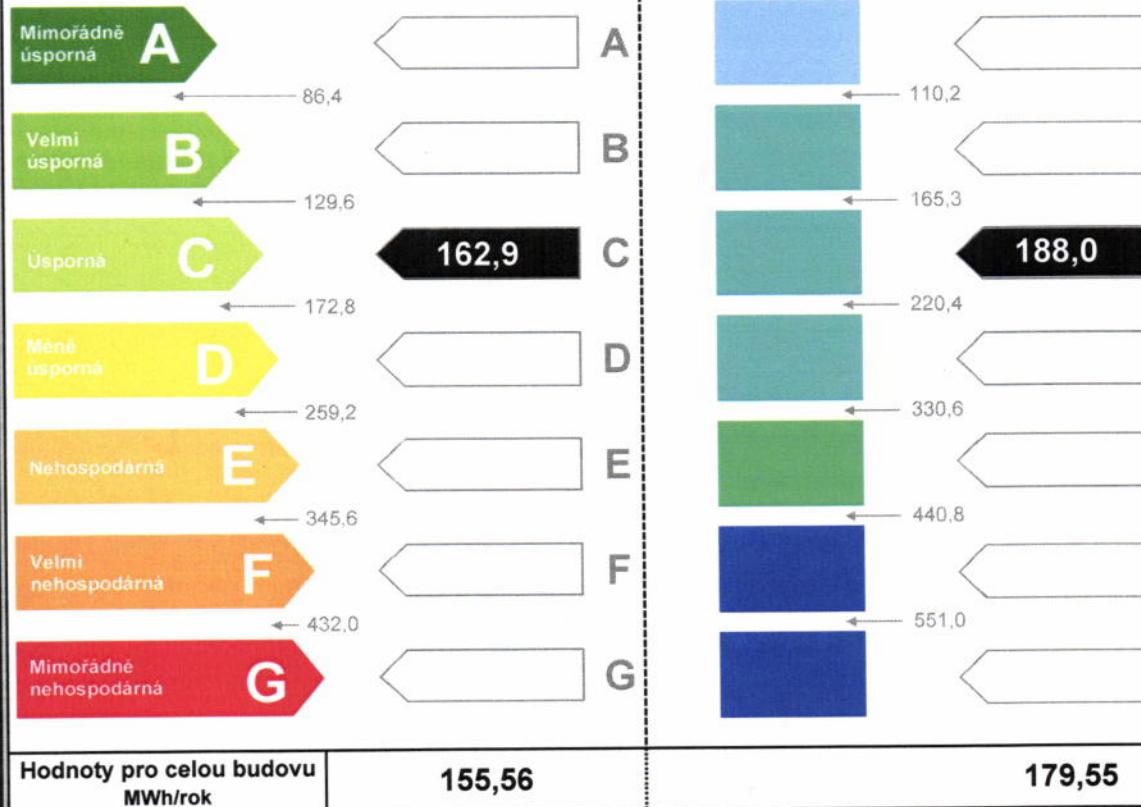 Mimořádně
úsporná A A
86,4 110,2
Velmi
úsporná B B
129,6 165,3
Úsporná C 162,9 C 188,0
172,8 220,4
Méně
úsporná D D
259,2 330,6
Nehospodárná E E
345,6 440,8
Velmi
nehospodárná F F
432,0 551,0
Mimořádně
nehospodárná G G
Hodnoty pro celou budovu
MWh/rok 155,56 179,55